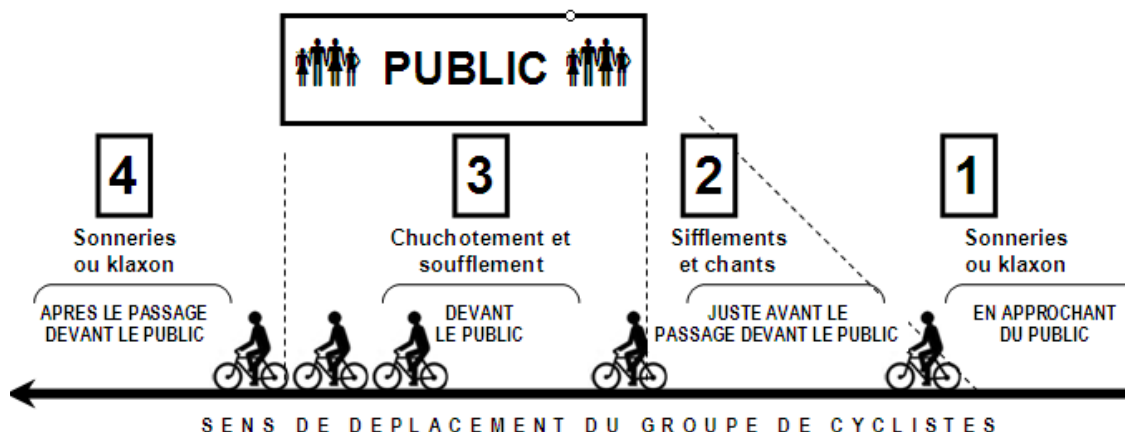 PUBLIC
4
3
2
1
Sonneries
ou klaxon
Chuchotement et
soufflement
Sifflements
et chants
Sonneries
ou klaxon
APRES LE PASSAGE
DEVANT LE PUBLIC
DEVANT
LE PUBLIC
JUSTE AVANT LE
PASSAGE DEVANT LE PUBLIC
EN APPROCHANT
DU PUBLIC
SENS DE DEPLACEMENT DU GROUPE DE CYCLISTES